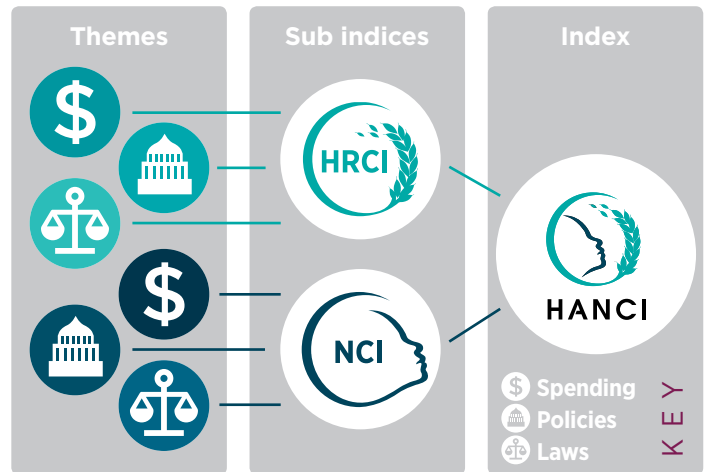 Themes
Sub indices
Index
$
HRCI
$
NCI
HANCI
$ Spending
Policies
Laws
KEY